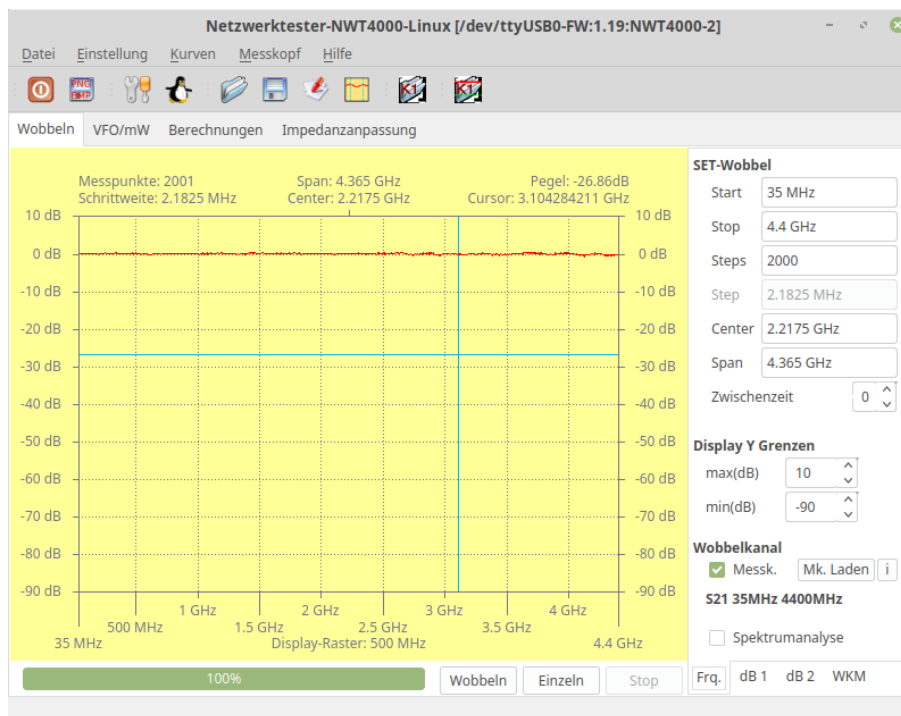 Netzwerktester-NWT4000-Linux [/dev/ttyUSB0-FW:1.19:NWT4000-2]
Datei Einstellung Kurven Messkopf Hilfe
PNG
BMP
K1
K1
Wobbeln VFO/mW Berechnungen Impedanzanpassung
Messpunkte: 2001 Span: 4.365 GHz Pegel: -26.86dB
Schrittweite: 2.1825 MHz Center: 2.2175 GHz Cursor: 3.104284211 GHz
10 dB 10 dB
0 dB 0 dB
-10 dB -10 dB
-20 dB -20 dB
-30 dB -30 dB
-40 dB -40 dB
-50 dB -50 dB
-60 dB -60 dB
-70 dB -70 dB
-80 dB -80 dB
-90 dB -90 dB
1 GHz 2 GHz 3 GHz 4 GHz
500 MHz 1.5 GHz 2.5 GHz 3.5 GHz
35 MHz Display-Raster: 500 MHz 4.4 GHz
100% Wobbeln Einzeln Stop
SET-Wobbel
Start 35 MHz
Stop 4.4 GHz
Steps 2000
Step 2.1825 MHz
Center 2.2175 GHz
Span 4.365 GHz
Zwischenzeit 0
Display Y Grenzen
max(dB) 10
min(dB) -90
Wobbelkanal
Messk. Mk. Laden i
S21 35MHz 4400MHz
Spektrumanalyse
Frq. dB 1 dB 2 WKM